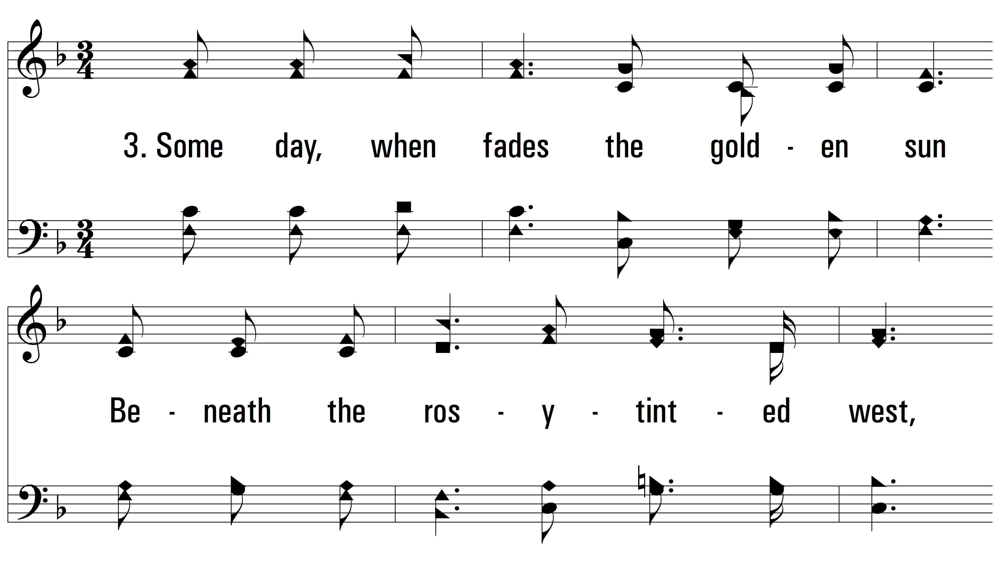 3. Some day, when fades the gold - en sun
Be - neath the ros - y - tint - ed west,